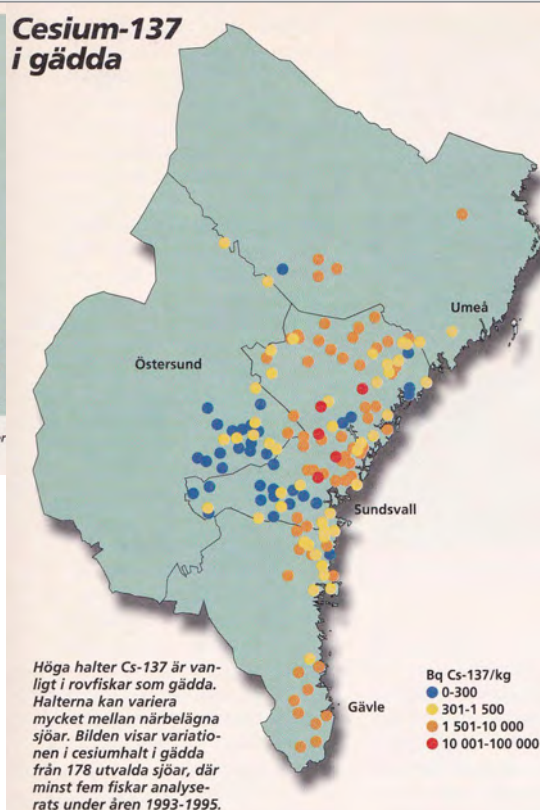 Cesium-137
i gädda
Umeå
Östersund
Sundsvall
Gävle
Höga halter Cs-137 är van-
ligt i rovfiskar som gädda.
Halterna kan variera
mycket mellan närbelägna
sjöar. Bilden visar variatio-
nen i cesiumhalt i gädda
från 178 utvalda sjöar, där
minst fem fiskar analyse-
rats under åren 1993-1995.
Bq Cs-137/kg
0-300
301-1 500
1 501-10 000
10 001-100 000